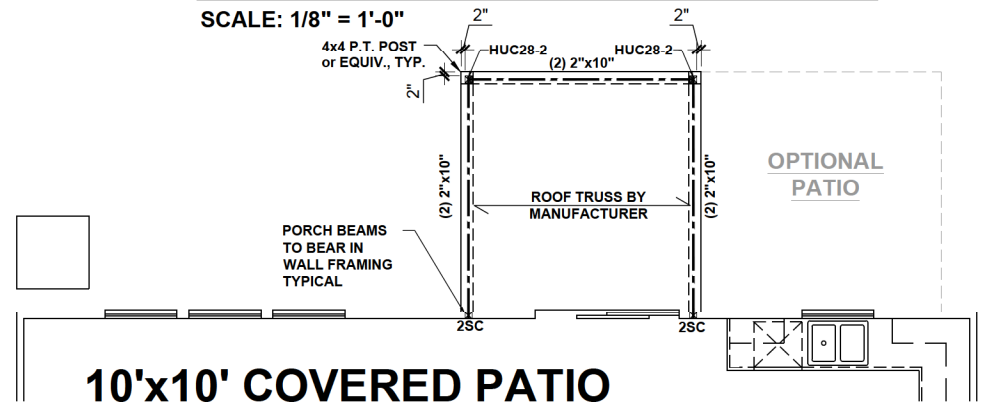 SCALE: 1/8" = 1'-0"
2"
2"
4x4 P.T. POST
or EQUIV., TYP.
HUC28-2
HUC28-2
(2) 2"x10"
2"
(2) 2"x10"
(2) 2"x10"
OPTIONAL
PATIO
ROOF TRUSS BY
MANUFACTURER
PORCH BEAMS
TO BEAR IN
WALL FRAMING
TYPICAL
2SC
2SC
10'x10' COVERED PATIO